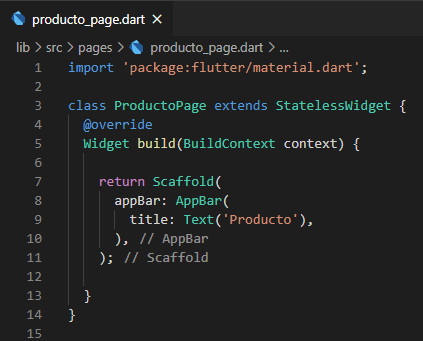 producto_page.dart ×
lib > src > pages > producto_page.dart > ...
1 import 'package:flutter/material.dart';
2
3 class ProductoPage extends StatelessWidget {
4 @override
5 Widget build(BuildContext context) {
6
7 return Scaffold(
8 appBar: AppBar(
9 title: Text('Producto'),
10 ), // AppBar
11 ); // Scaffold
12
13 }
14 }
15